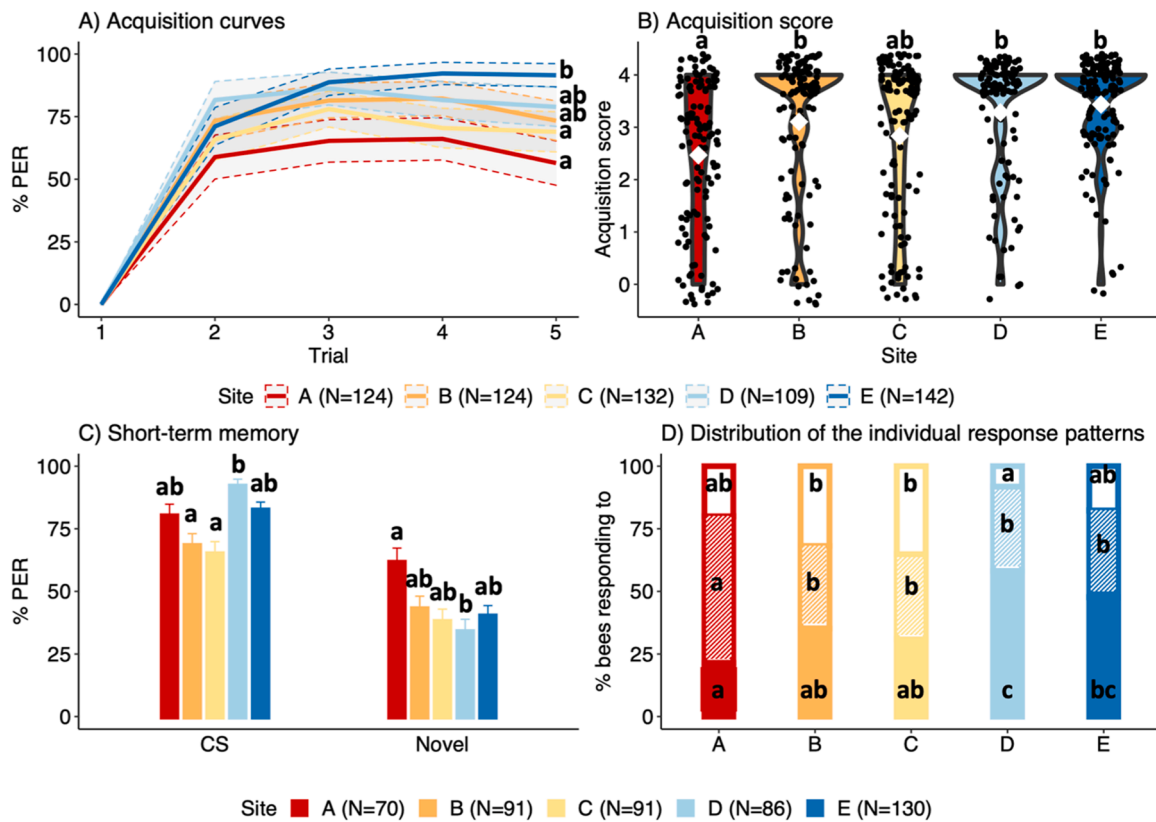 A) Acquisition curves
100
75
50
25
0
% PER
b
ab
ab
a
a
1 2 3 4 5
Trial
B) Acquisition score
a b ab b b
4
3
2
1
0
Acquisition score
A B C D E
Site
Site A (N=124) B (N=124) C (N=132) D (N=109) E (N=142)
C) Short-term memory
100
75
50
25
0
% PER
ab a a b ab
a ab ab b ab
CS Novel
D) Distribution of the individual response patterns
100
75
50
25
0
% bees responding to
ab b b a ab
a b b b b
a ab ab c bc
A B C D E
Site A (N=70) B (N=91) C (N=91) D (N=86) E (N=130)